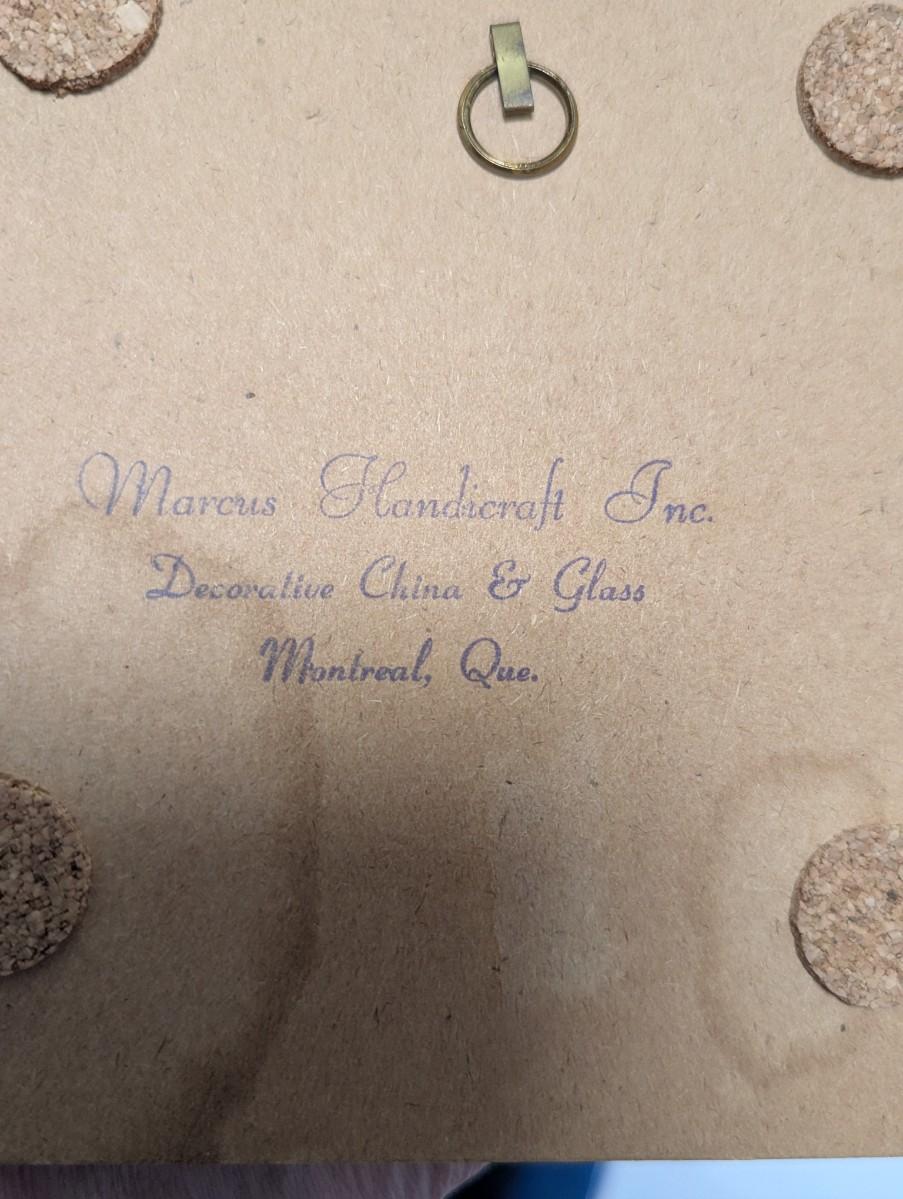 Marcus Handicraft Inc.
Decorative China & Glass
Montreal, Que.